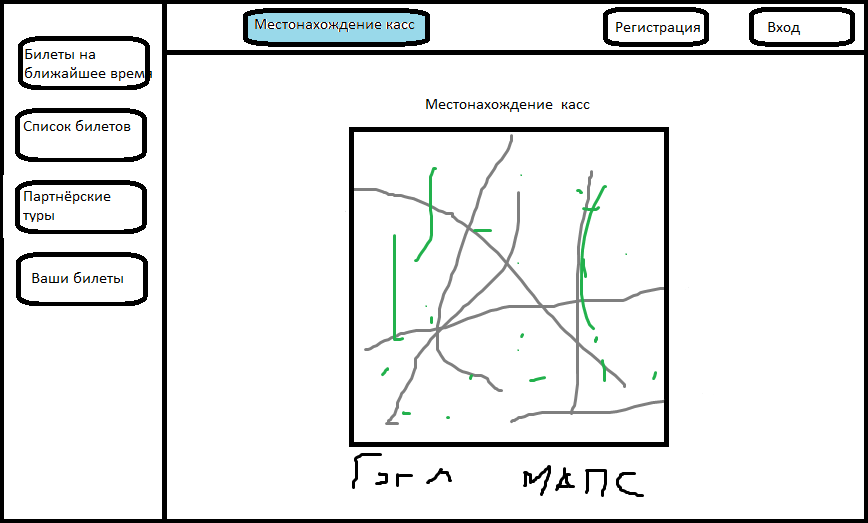 Местонахождение касс
Регистрация
Вход
Билеты на
ближайшее время
Список билетов
Партнёрские
туры
Ваши билеты
Местонахождение касс
Гэгл МАПС